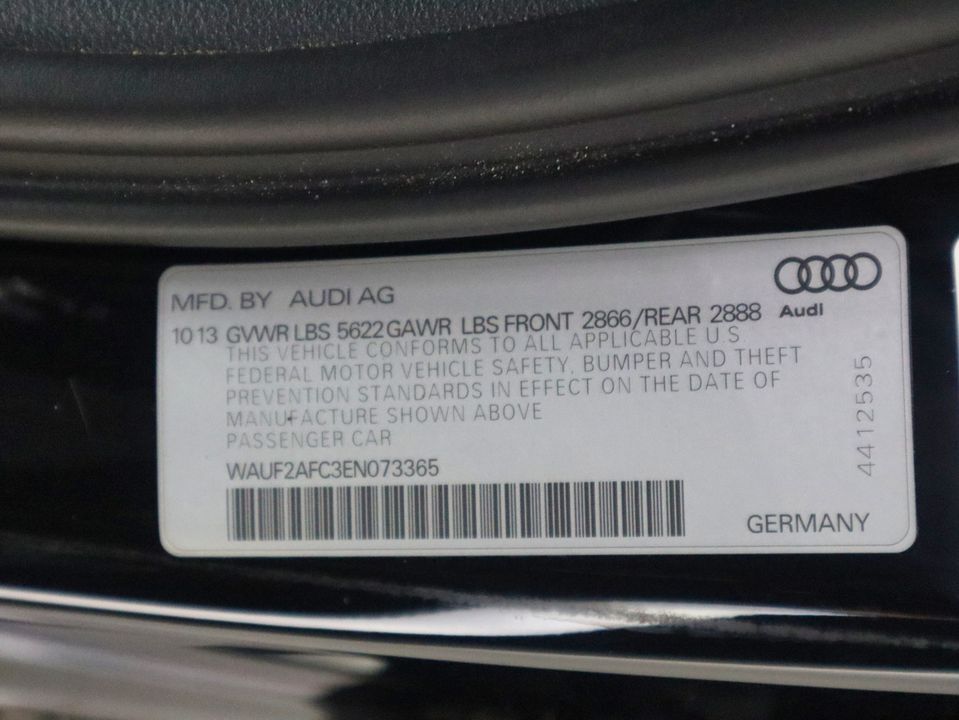 MFD. BY AUDI AG
Audi
10 13 GVWR LBS 5622 GAWR LBS FRONT 2866/REAR 2888
THIS VEHICLE CONFORMS TO ALL APPLICABLE U.S
FEDERAL MOTOR VEHICLE SAFETY, BUMPER AND THEFT
PREVENTION STANDARDS IN EFFECT ON THE DATE OF
MANUFACTURE SHOWN ABOVE
PASSENGER CAR
WAUF2AFC3EN073365
GERMANY
4412535